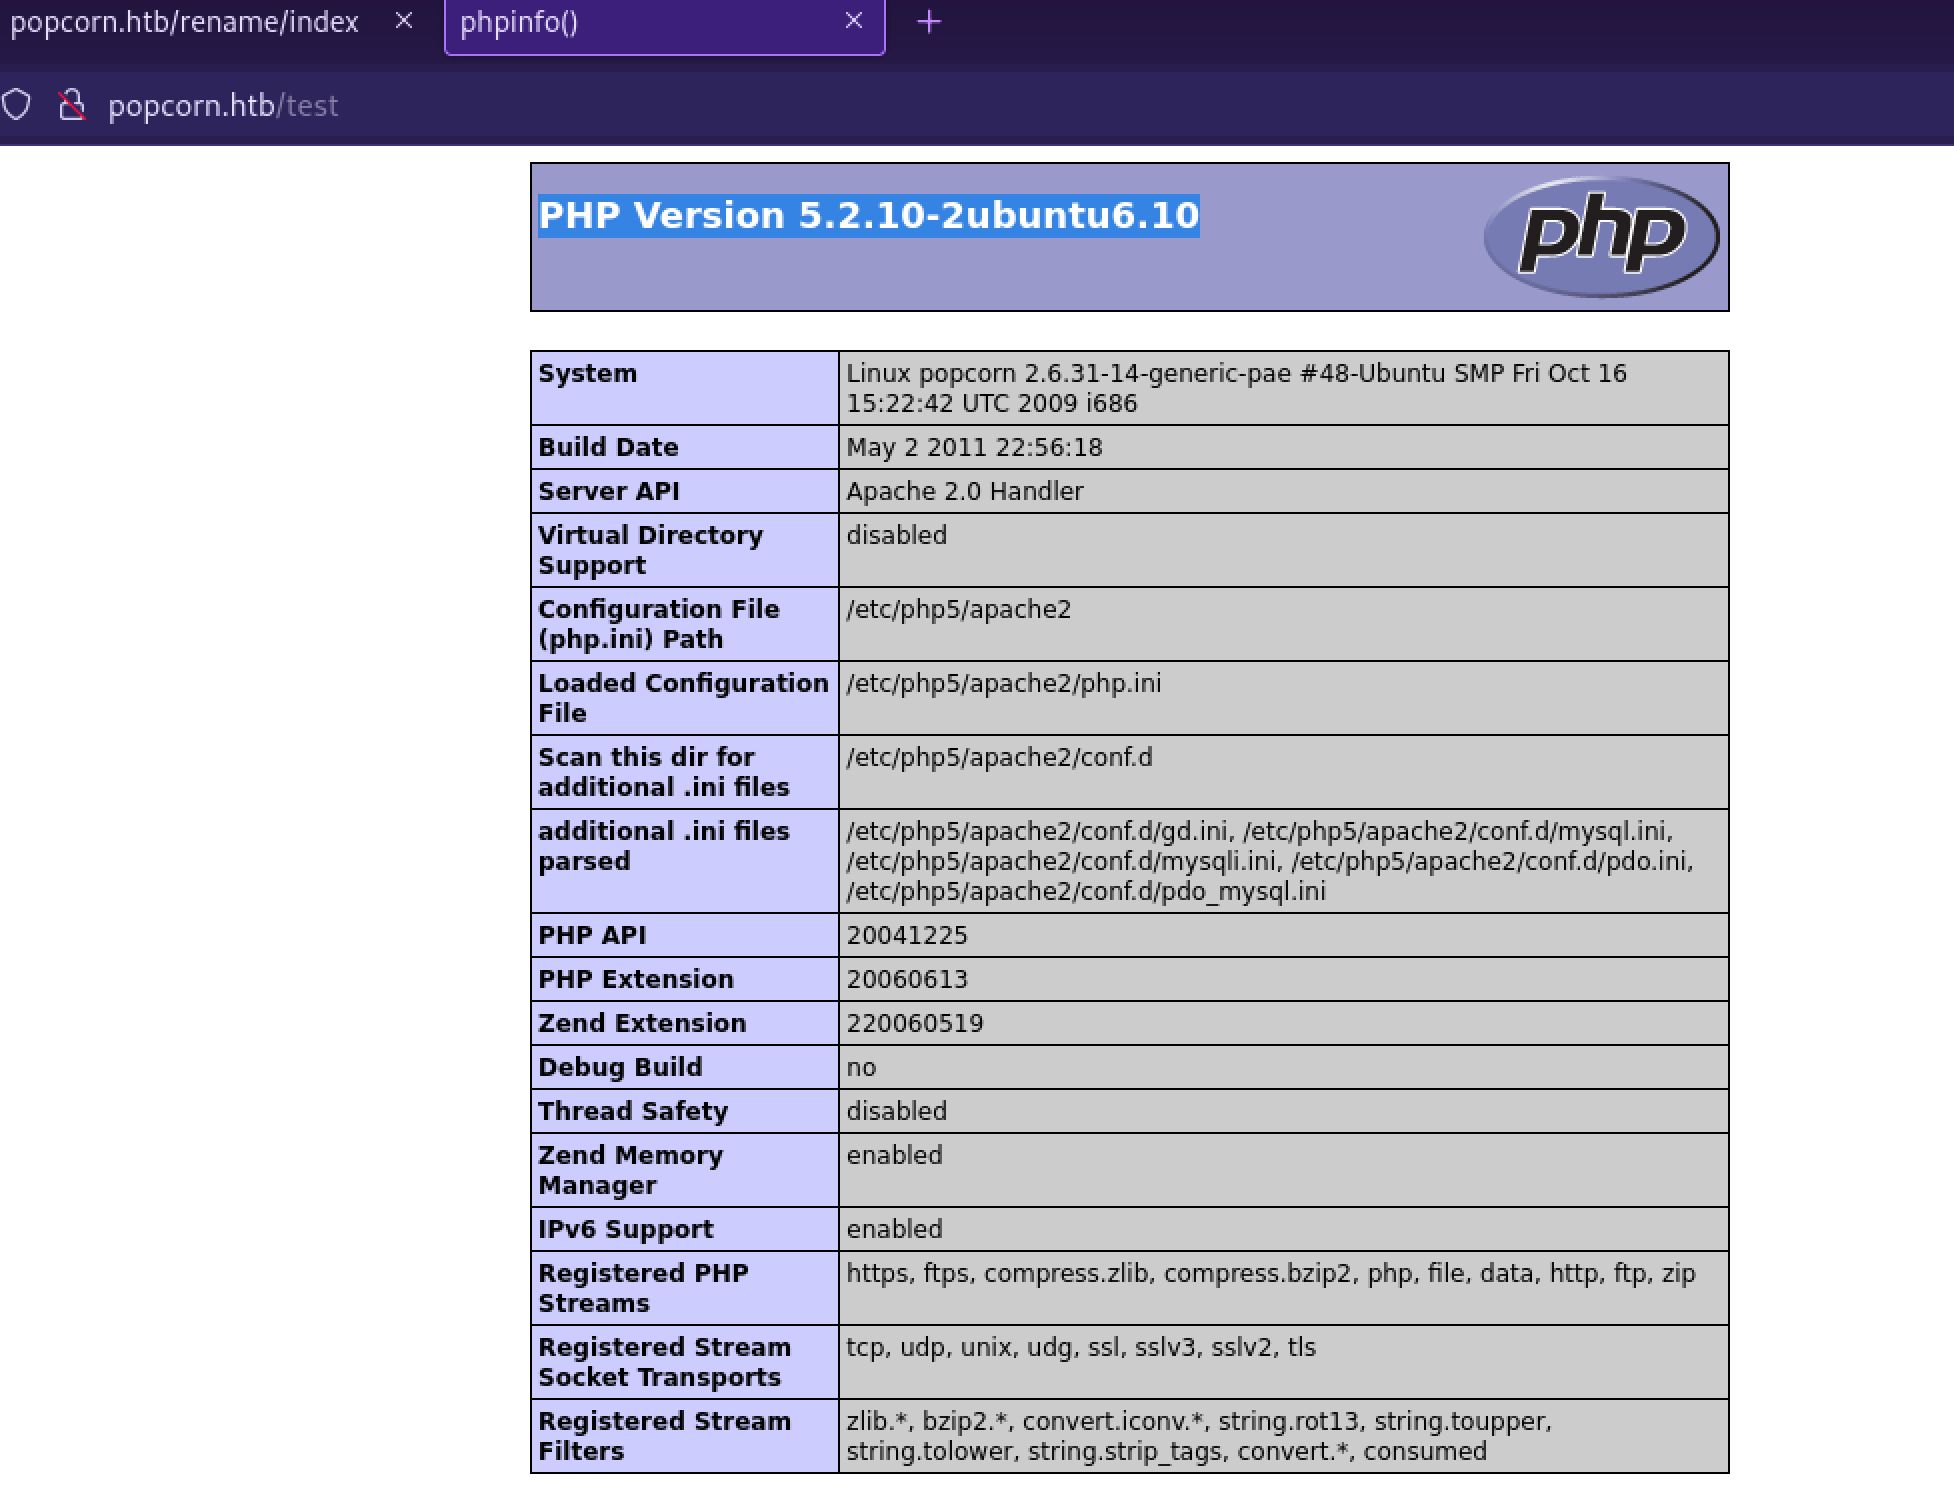 popcorn.htb/rename/index
phpinfo()
popcorn.htb/test
PHP Version 5.2.10-2ubuntu6.10
php
System
Linux popcorn 2.6.31-14-generic-pae #48-Ubuntu SMP Fri Oct 16
15:22:42 UTC 2009 i686
Build Date
May 2 2011 22:56:18
Server API
Apache 2.0 Handler
Virtual Directory
Support
disabled
Configuration File
(php.ini) Path
/etc/php5/apache2
Loaded Configuration
File
/etc/php5/apache2/php.ini
Scan this dir for
additional .ini files
/etc/php5/apache2/conf.d
additional .ini files
parsed
/etc/php5/apache2/conf.d/gd.ini, /etc/php5/apache2/conf.d/mysql.ini,
/etc/php5/apache2/conf.d/mysqli.ini, /etc/php5/apache2/conf.d/pdo.ini,
/etc/php5/apache2/conf.d/pdo_mysql.ini
PHP API
20041225
PHP Extension
20060613
Zend Extension
220060519
Debug Build
no
Thread Safety
disabled
Zend Memory
Manager
enabled
IPv6 Support
enabled
Registered PHP
Streams
https, ftps, compress.zlib, compress.bzip2, php, file, data, http, ftp, zip
Registered Stream
Socket Transports
tcp, udp, unix, udg, ssl, sslv3, sslv2, tls
Registered Stream
Filters
zlib.*, bzip2.*, convert.iconv.*, string.rot13, string.toupper,
string.tolower, string.strip_tags, convert.*, consumed